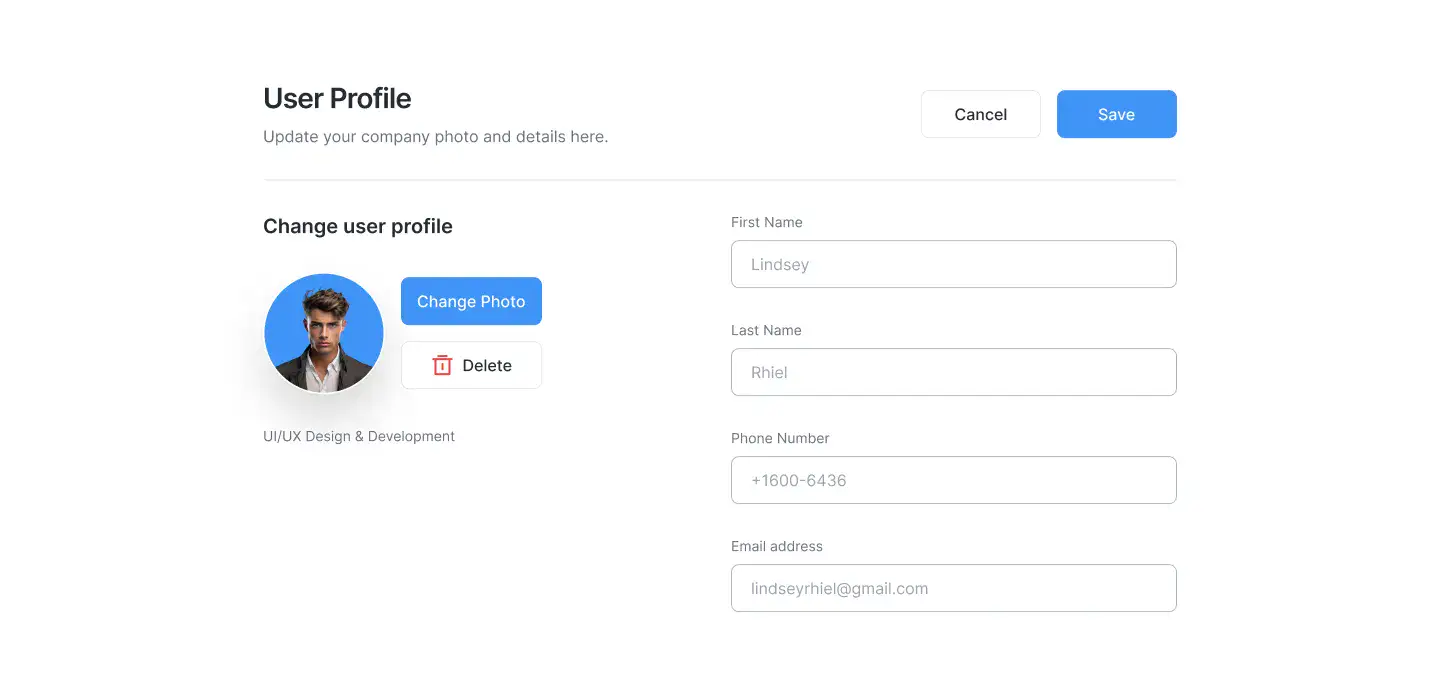 User Profile
Update your company photo and details here.
Cancel
Save
Change user profile
Change Photo
Delete
UI/UX Design & Development
First Name
Lindsey
Last Name
Rhiel
Phone Number
+1600-6436
Email address
lindseyrhiel@gmail.com